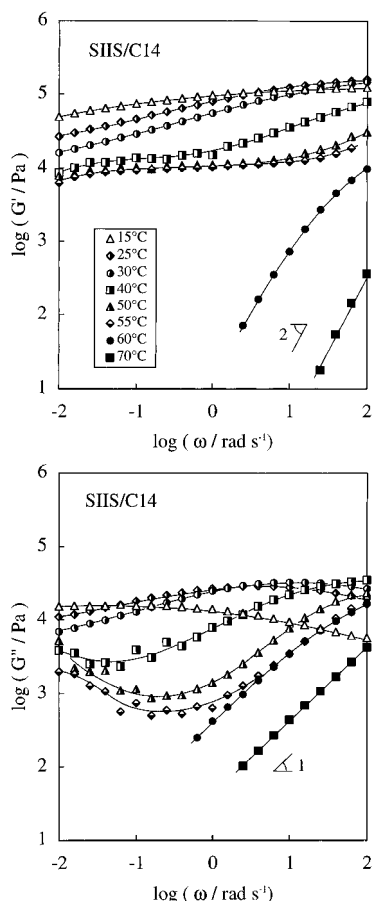 SIIS/C14
6
5
4
3
2
1
log ( G' / Pa )
15°C
25°C
30°C
40°C
50°C
55°C
60°C
70°C
2
-2 -1 0 1 2
log ( ω / rad s⁻¹)
SIIS/C14
6
5
4
3
2
1
log ( G'' / Pa )
1
-2 -1 0 1 2
log ( ω / rad s⁻¹)